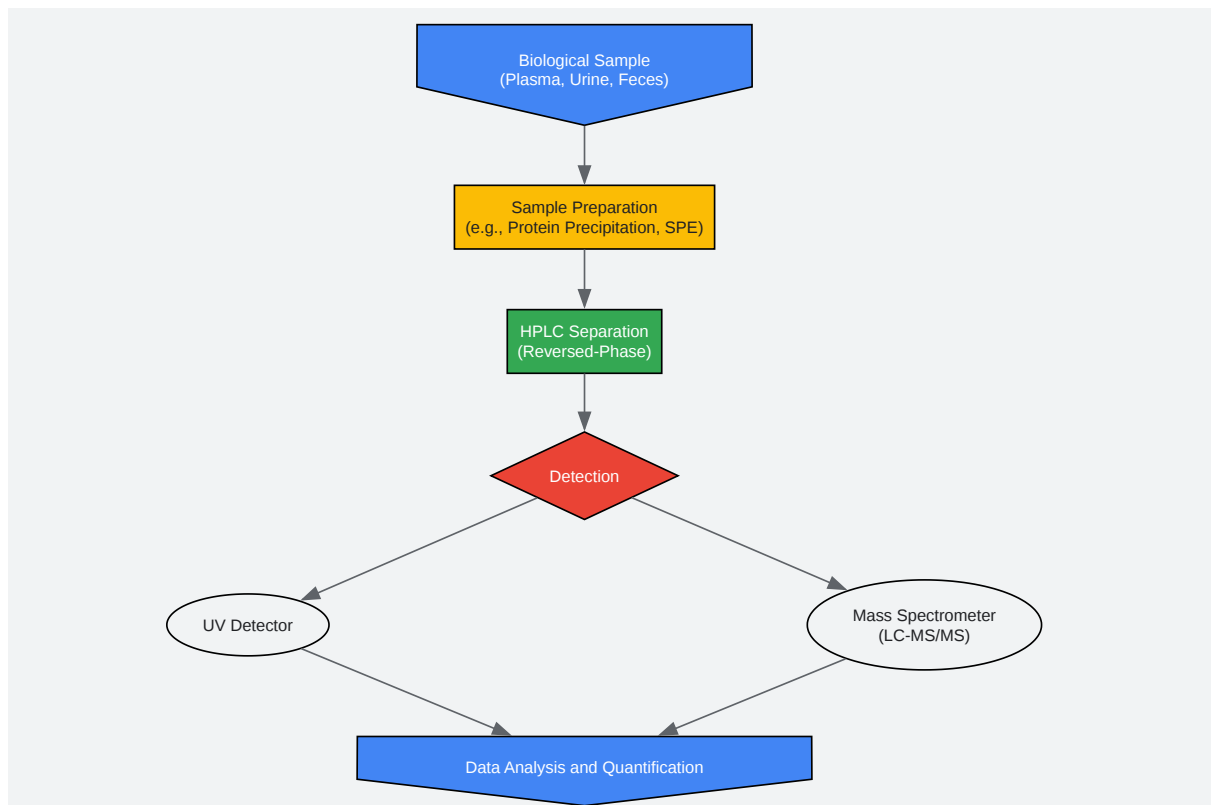 Biological Sample
(Plasma, Urine, Feces)
Sample Preparation
(e.g., Protein Precipitation, SPE)
HPLC Separation
(Reversed-Phase)
Detection
UV Detector
Mass Spectrometer
(LC-MS/MS)
Data Analysis and Quantification